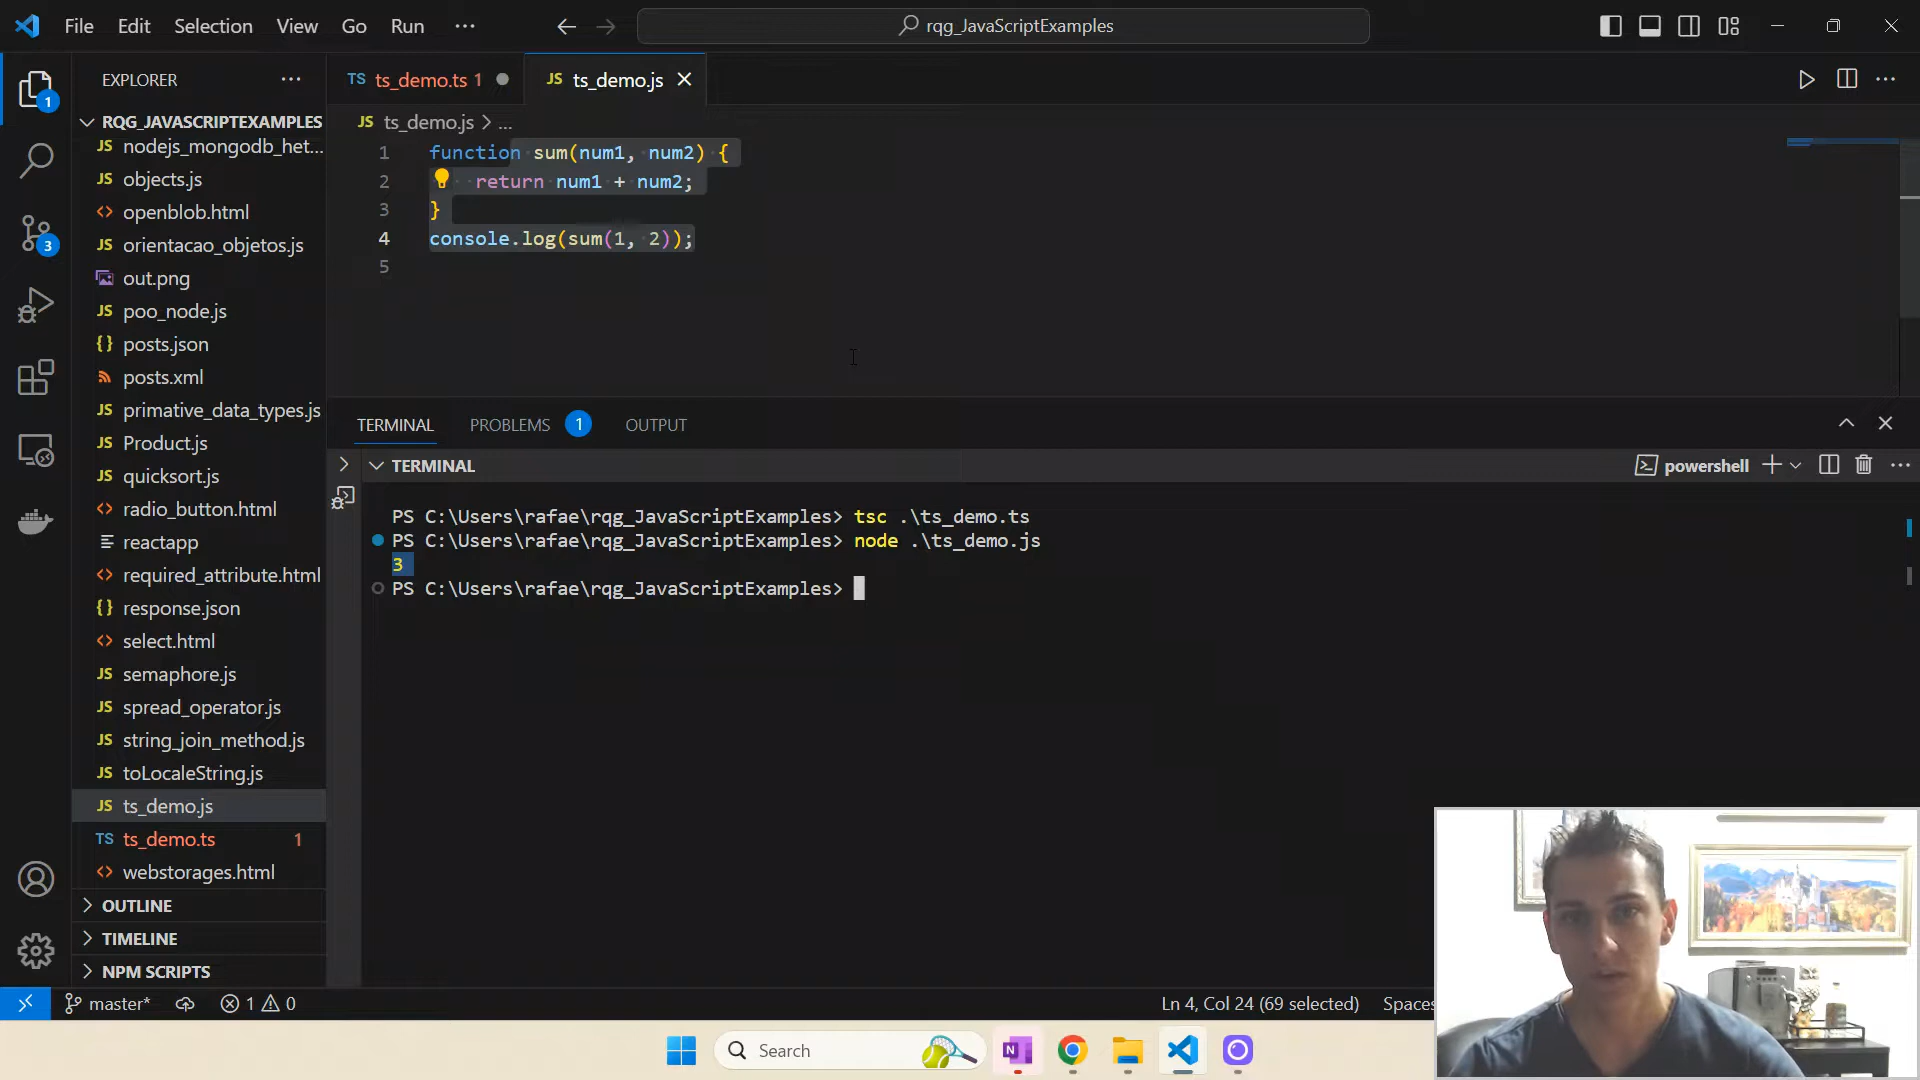 File Edit Selection View Go Run ...
rqg_JavaScriptExamples
EXPLORER
RQG_JAVASCRIPTEXAMPLES
JS nodejs_mongodb_het...
JS objects.js
openblob.html
JS orientacao_objetos.js
out.png
JS poo_node.js
{} posts.json
posts.xml
JS primative_data_types.js
JS Product.js
JS quicksort.js
radio_button.html
reactapp
required_attribute.html
{} response.json
select.html
JS semaphore.js
JS spread_operator.js
JS string_join_method.js
JS toLocaleString.js
JS ts_demo.js
TS ts_demo.ts 1
webstorages.html
OUTLINE
TIMELINE
NPM SCRIPTS
1
3
TS ts_demo.ts 1
JS ts_demo.js
JS ts_demo.js > ...
1 function sum(num1, num2) {
2 return num1 + num2;
3 }
4 console.log(sum(1, 2));
5
TERMINAL PROBLEMS 1 OUTPUT
TERMINAL
powershell
PS C:\Users\rafae\rqg_JavaScriptExamples> tsc .\ts_demo.ts
PS C:\Users\rafae\rqg_JavaScriptExamples> node .\ts_demo.js
3
PS C:\Users\rafae\rqg_JavaScriptExamples>
master* 1 0
Ln 4, Col 24 (69 selected) Spaces
Search
N